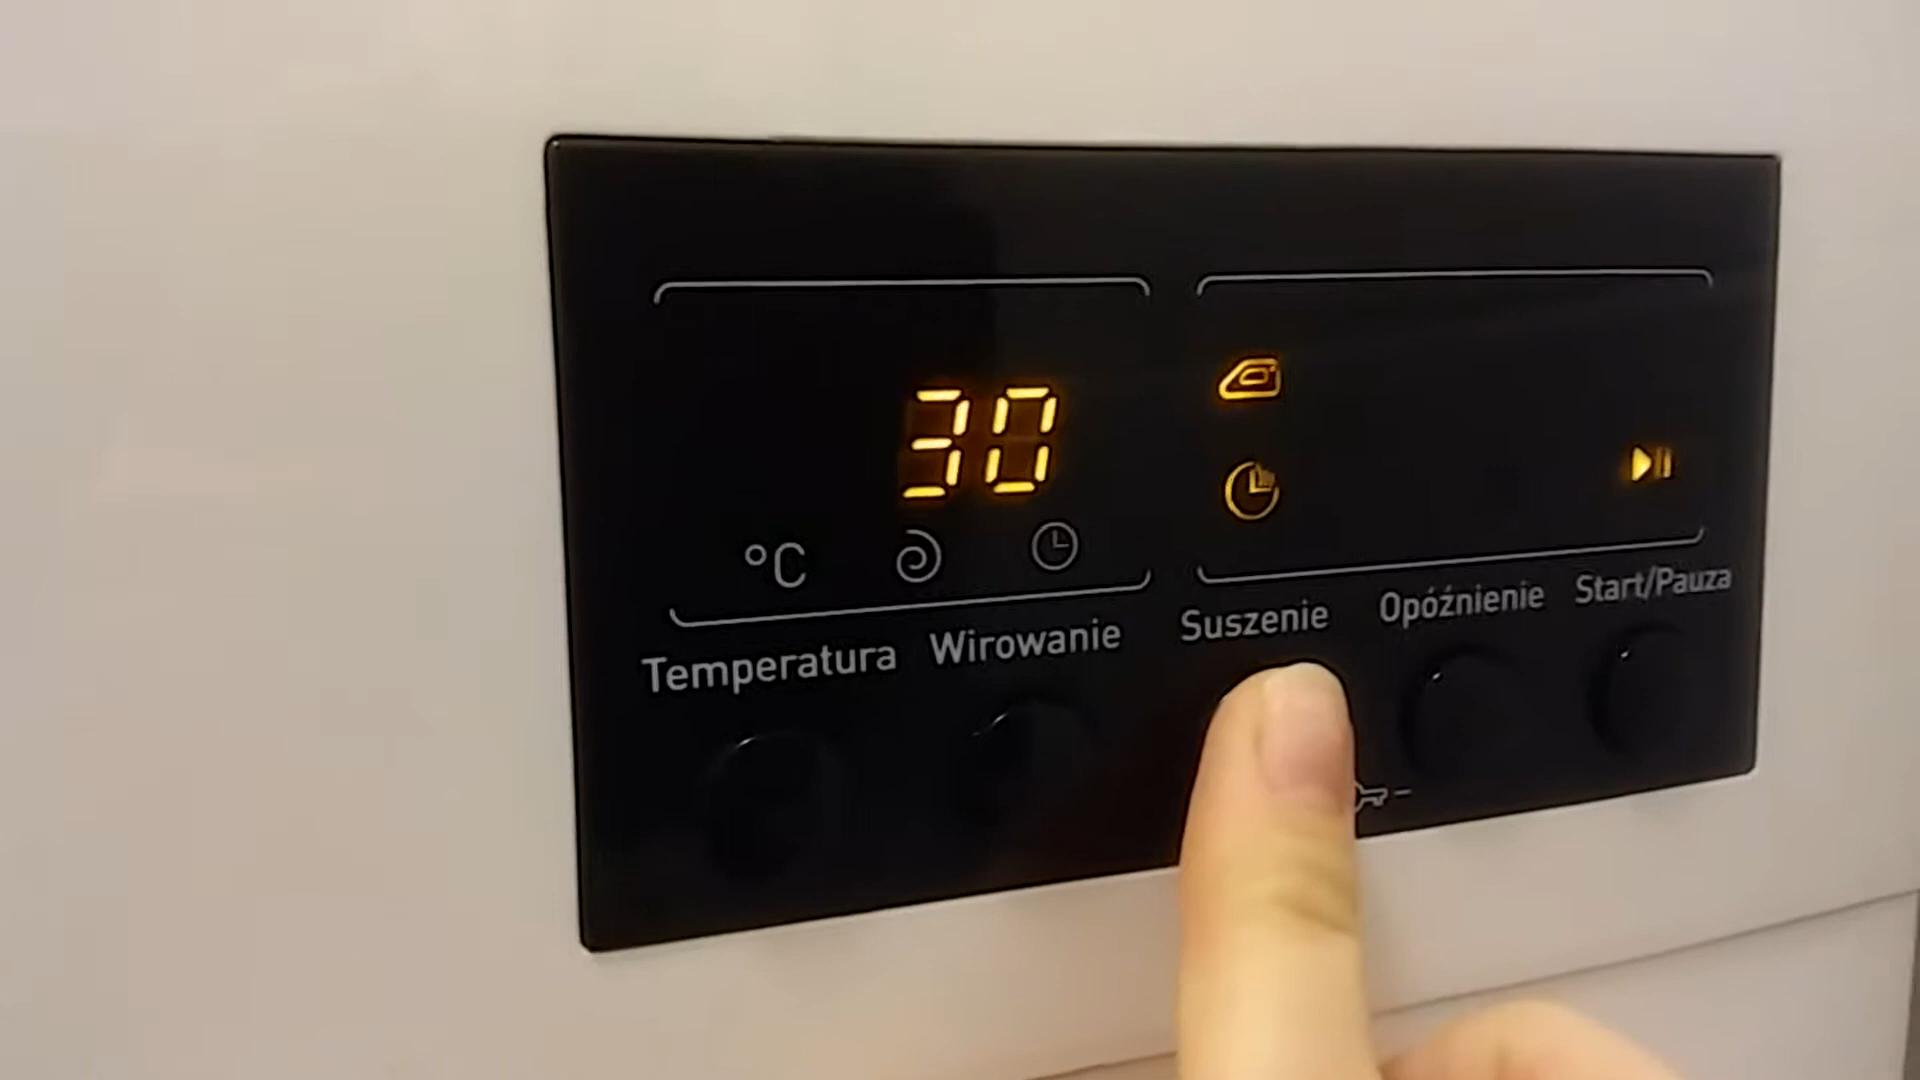 30
°C
Temperatura
Wirowanie
Suszenie
Opóźnienie
Start/Pauza